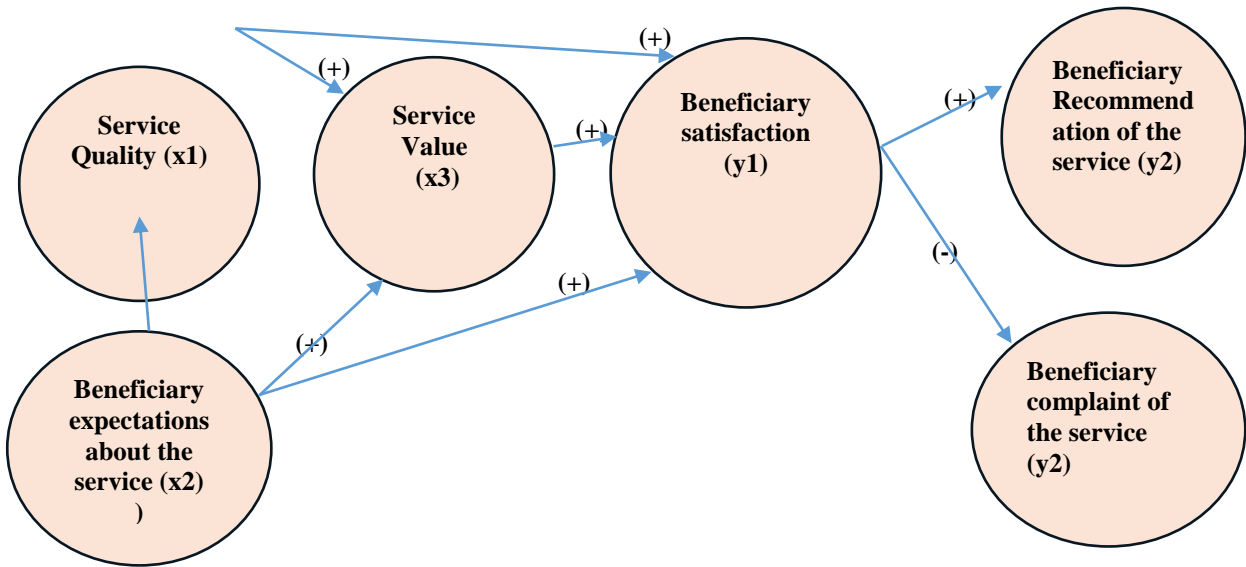 (+)
(+)
Service
Quality (x1)
Service
Value
(x3)
(+)
Beneficiary
satisfaction
(y1)
(+)
Beneficiary
Recommend
ation of the
service (y2)
(-)
(+)
(+)
Beneficiary
expectations
about the
service (x2)
)
Beneficiary
complaint of
the service
(y2)